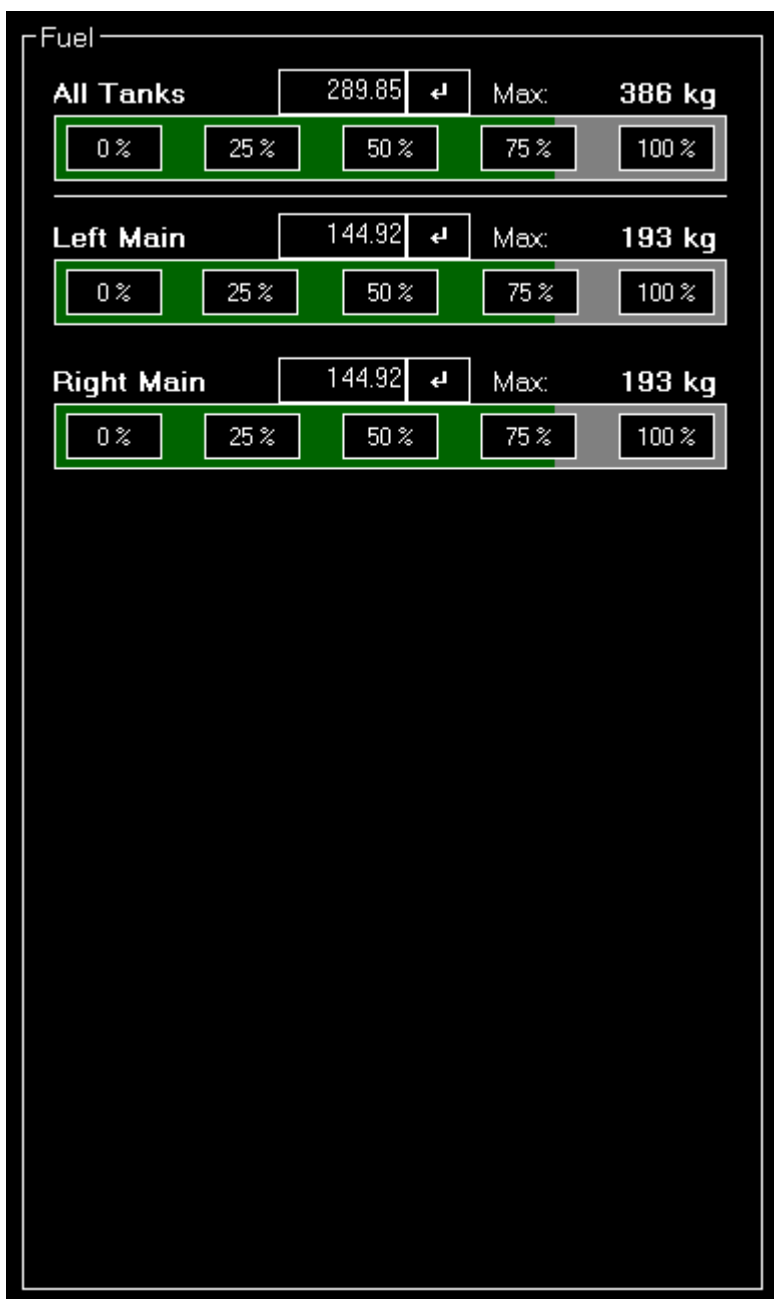 Fuel
All Tanks 289.85 ↵ Max: 386 kg
0 % 25 % 50 % 75 % 100 %
Left Main 144.92 ↵ Max: 193 kg
0 % 25 % 50 % 75 % 100 %
Right Main 144.92 ↵ Max: 193 kg
0 % 25 % 50 % 75 % 100 %